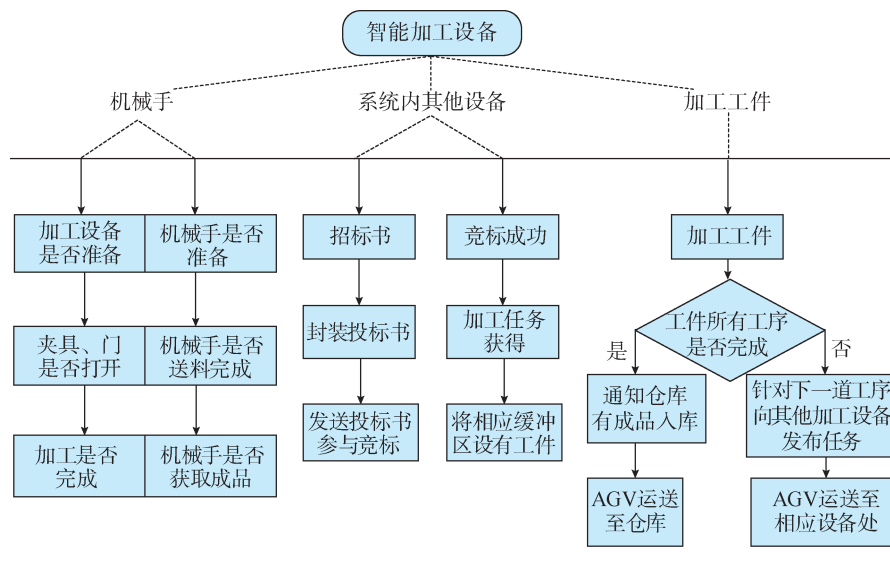 智能加工设备
机械手
系统内其他设备
加工工件
加工设备
是否准备
机械手是否
准备
招标书
竞标成功
加工工件
夹具、门
是否打开
机械手是否
送料完成
封装投标书
加工任务
获得
工件所有工序
是否完成
是
否
加工是否
完成
机械手是否
获取成品
发送投标书
参与竞标
将相应缓冲
区设有工件
通知仓库
有成品入库
针对下一道工序
向其他加工设备
发布任务
AGV运送
至仓库
AGV运送至
相应设备处